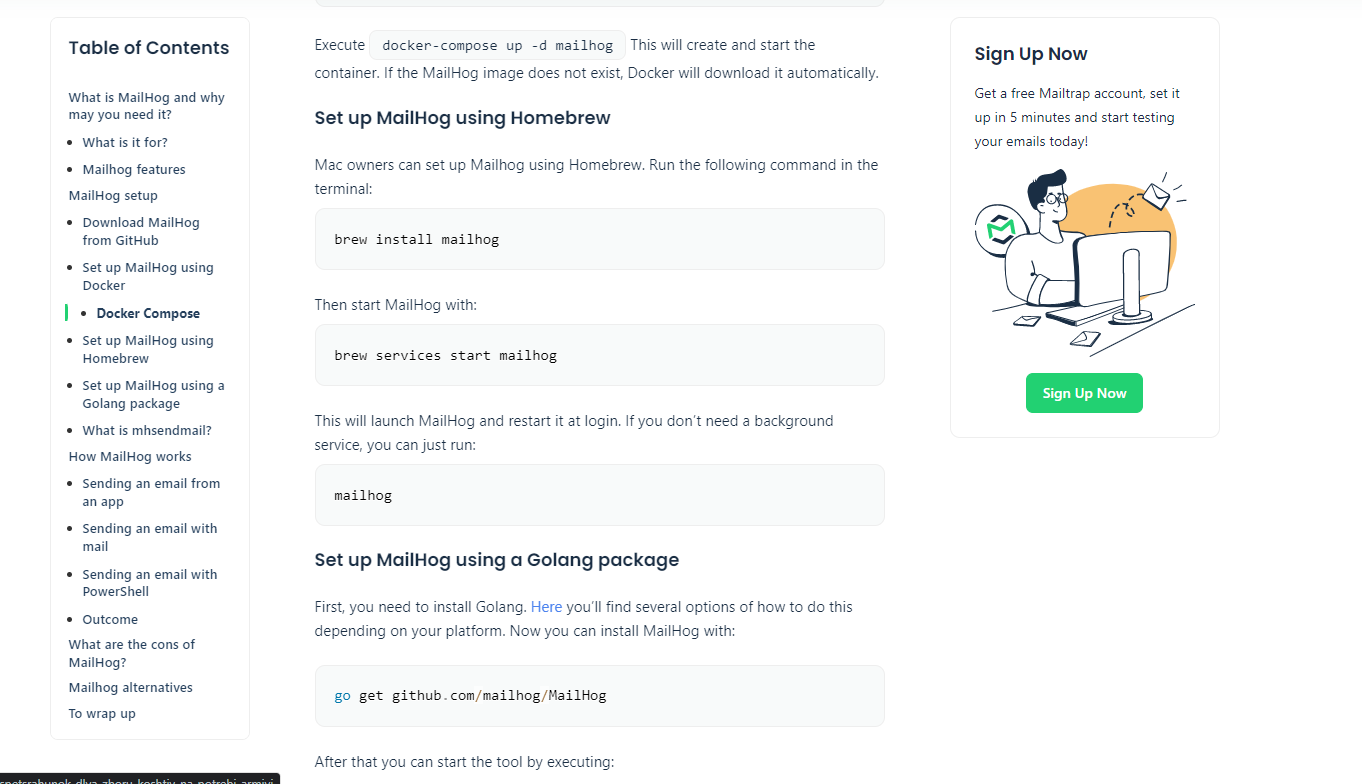 Table of Contents
What is MailHog and why
may you need it?
What is it for?
Mailhog features
MailHog setup
Download MailHog
from GitHub
Set up MailHog using
Docker
Docker Compose
Set up MailHog using
Homebrew
Set up MailHog using a
Golang package
What is mhsendmail?
How MailHog works
Sending an email from
an app
Sending an email with
mail
Sending an email with
PowerShell
Outcome
What are the cons of
MailHog?
Mailhog alternatives
To wrap up
Execute docker-compose up -d mailhog This will create and start the
container. If the MailHog image does not exist, Docker will download it automatically.
Set up MailHog using Homebrew
Mac owners can set up Mailhog using Homebrew. Run the following command in the
terminal:
brew install mailhog
Then start MailHog with:
brew services start mailhog
This will launch MailHog and restart it at login. If you don’t need a background
service, you can just run:
mailhog
Set up MailHog using a Golang package
First, you need to install Golang. Here you’ll find several options of how to do this
depending on your platform. Now you can install MailHog with:
go get github.com/mailhog/MailHog
After that you can start the tool by executing:
Sign Up Now
Get a free Mailtrap account, set it
up in 5 minutes and start testing
your emails today!
Sign Up Now